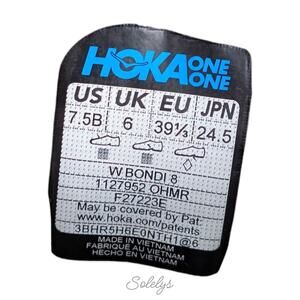 HOKA ONE ONE
US UK EU JPN
7.5B 6 39⅓ 24.5
W BONDI 8
1127952 OHMR
F27223E
May be covered by Pat.
www.hoka.com/patents
3BHR5H6E0NTH1@6
MADE IN VIETNAM
FABRIQUÉ AU VIETNAM
HECHO EN VIETNAM
Solelys